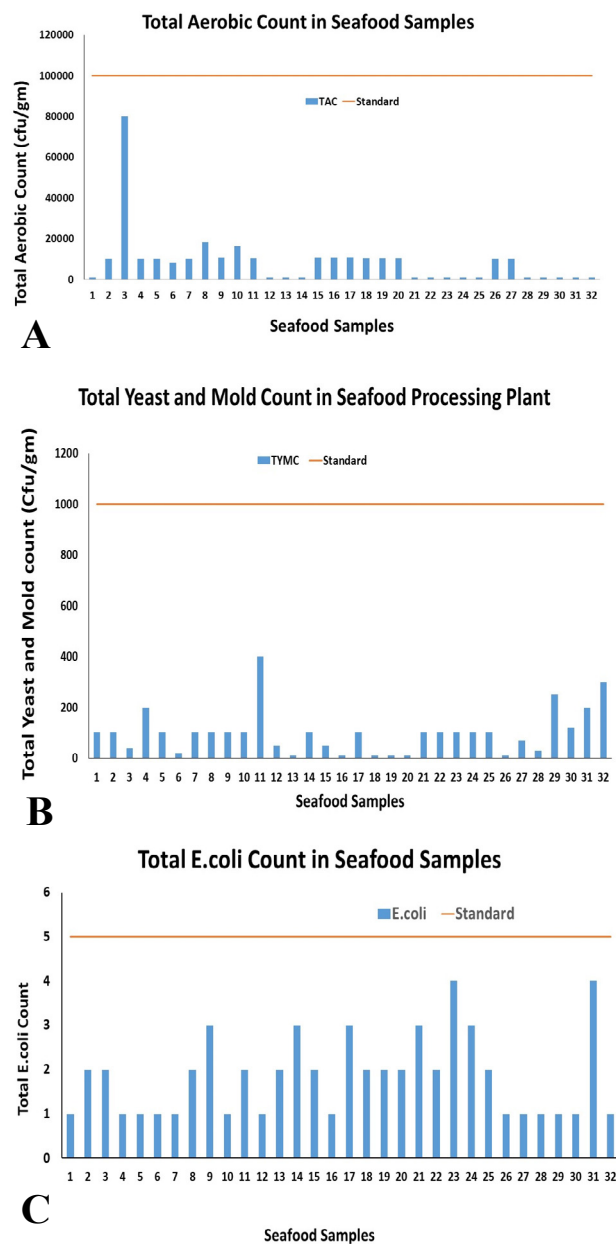 Total Aerobic Count in Seafood Samples
120000
100000
80000
60000
40000
20000
0
TAC Standard
Total Aerobic Count (cfu/gm)
1 2 3 4 5 6 7 8 9 10 11 12 13 14 15 16 17 18 19 20 21 22 23 24 25 26 27 28 29 30 31 32
Seafood Samples
A
Total Yeast and Mold Count in Seafood Processing Plant
1200
1000
800
600
400
200
0
TYMC Standard
Total Yeast and Mold count (Cfu/gm)
1 2 3 4 5 6 7 8 9 10 11 12 13 14 15 16 17 18 19 20 21 22 23 24 25 26 27 28 29 30 31 32
Seafood Samples
B
Total E.coli Count in Seafood Samples
6
5
4
3
2
1
0
E.coli Standard
Total E.coli Count
1 2 3 4 5 6 7 8 9 10 11 12 13 14 15 16 17 18 19 20 21 22 23 24 25 26 27 28 29 30 31 32
C
Seafood Samples